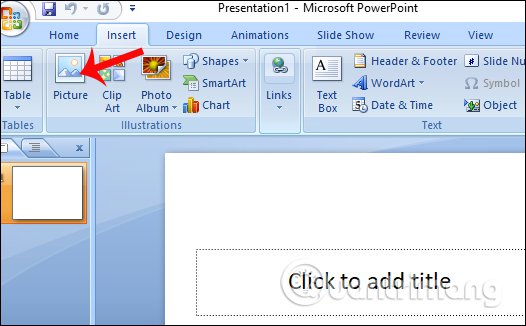 Presentation1 - Microsoft PowerPoint
Home Insert Design Animations Slide Show Review View
Table
Picture
Clip Art
Photo Album
Shapes
SmartArt
Chart
Links
Text Box
Header & Footer
WordArt
Date & Time
Slide Nu
Symbol
Object
Tables
Illustrations
Text
Click to add title
@uantrimang